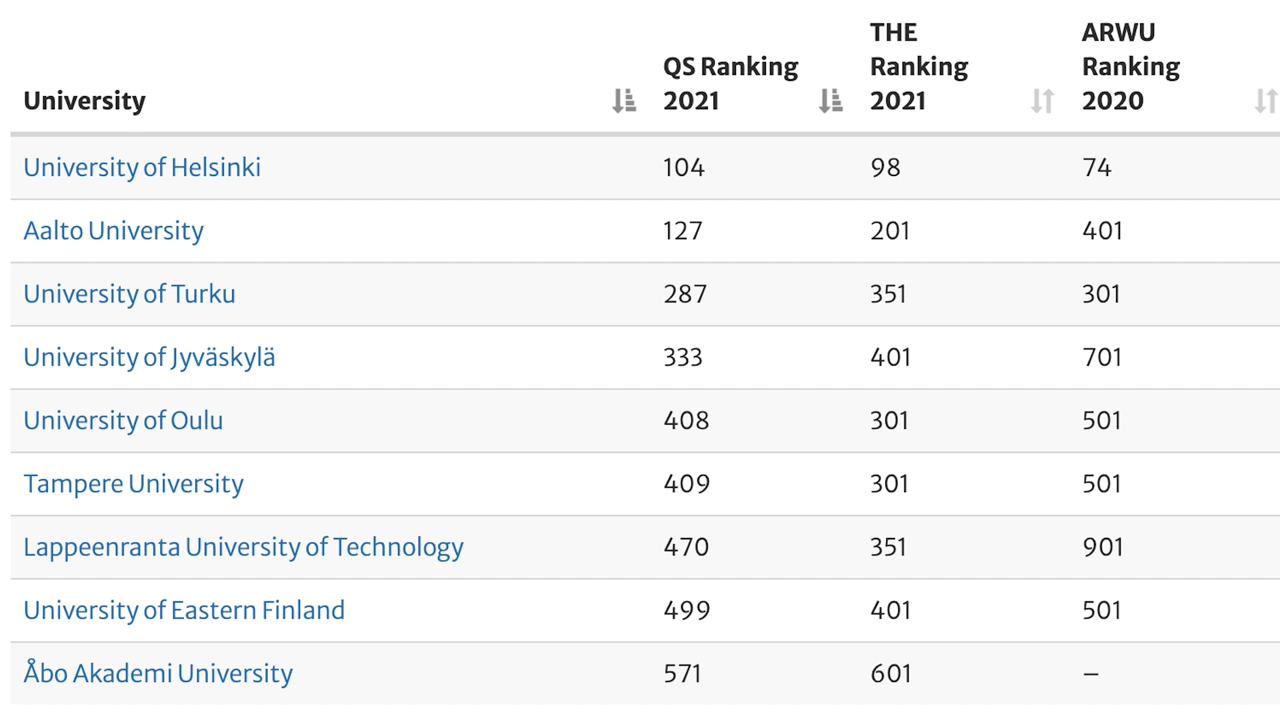 University QS Ranking 2021 THE Ranking 2021 ARWU Ranking 2020
University of Helsinki 104 98 74
Aalto University 127 201 401
University of Turku 287 351 301
University of Jyväskylä 333 401 701
University of Oulu 408 301 501
Tampere University 409 301 501
Lappeenranta University of Technology 470 351 901
University of Eastern Finland 499 401 501
Åbo Akademi University 571 601 –